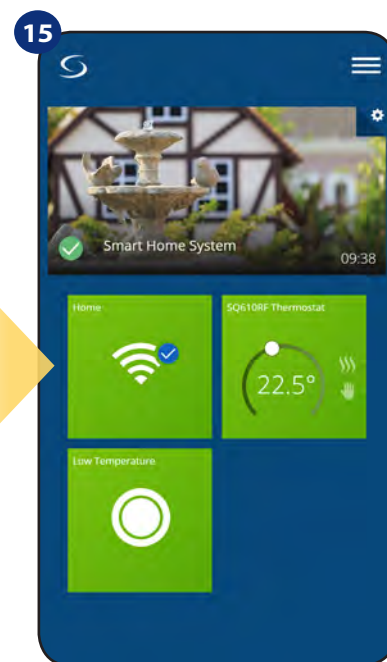 15
Smart Home System
09:38
Home
SQ610RF Thermostat
22.5°
Low Temperature